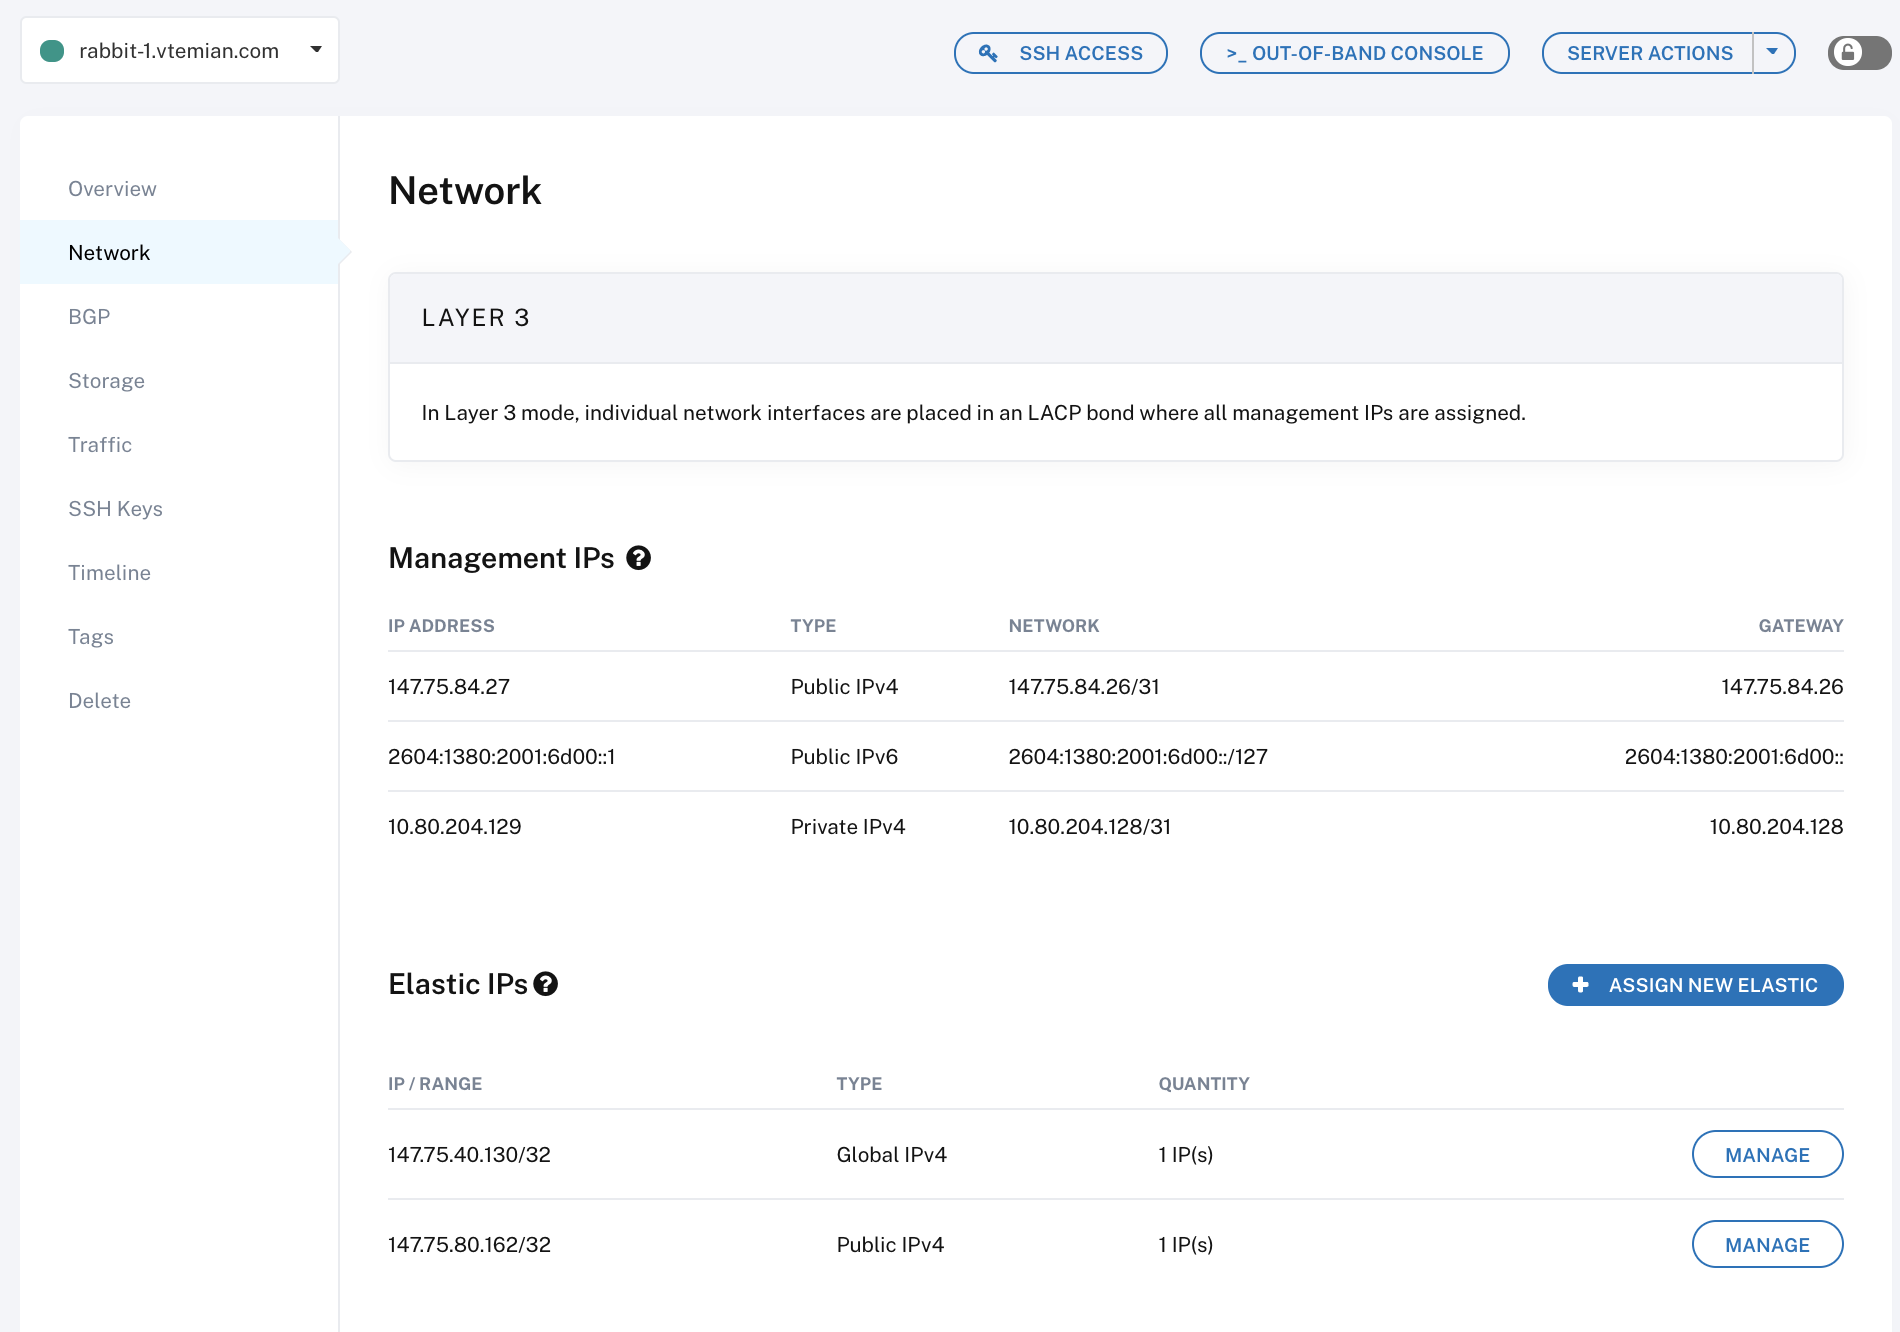 rabbit-1.vtemian.com
SSH ACCESS
>_ OUT-OF-BAND CONSOLE
SERVER ACTIONS
Overview
Network
BGP
Storage
Traffic
SSH Keys
Timeline
Tags
Delete
Network
LAYER 3
In Layer 3 mode, individual network interfaces are placed in an LACP bond where all management IPs are assigned.
Management IPs ?
IP ADDRESS TYPE NETWORK GATEWAY
147.75.84.27 Public IPv4 147.75.84.26/31 147.75.84.26
2604:1380:2001:6d00::1 Public IPv6 2604:1380:2001:6d00::/127 2604:1380:2001:6d00::
10.80.204.129 Private IPv4 10.80.204.128/31 10.80.204.128
Elastic IPs ?
+ ASSIGN NEW ELASTIC
IP / RANGE TYPE QUANTITY
147.75.40.130/32 Global IPv4 1 IP(s) MANAGE
147.75.80.162/32 Public IPv4 1 IP(s) MANAGE